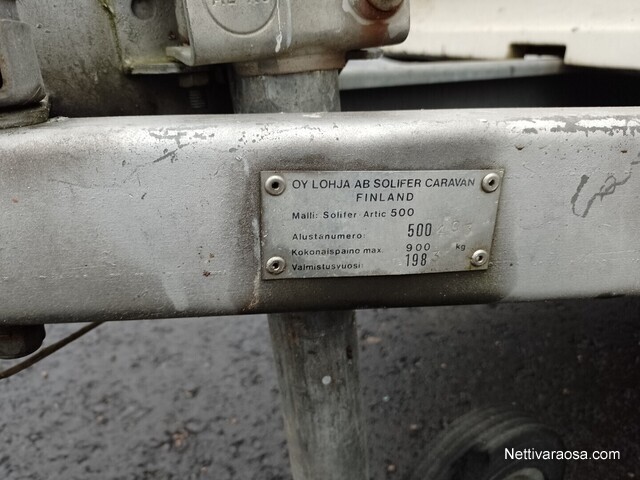 OY LOHJA AB SOLIFER CARAVAN
FINLAND
Malli: Solifer Artic 500
Alustanumero: 500
Kokonaispaino max. 900 kg
Valmistusvuosi: 198
Nettivaraosa.com